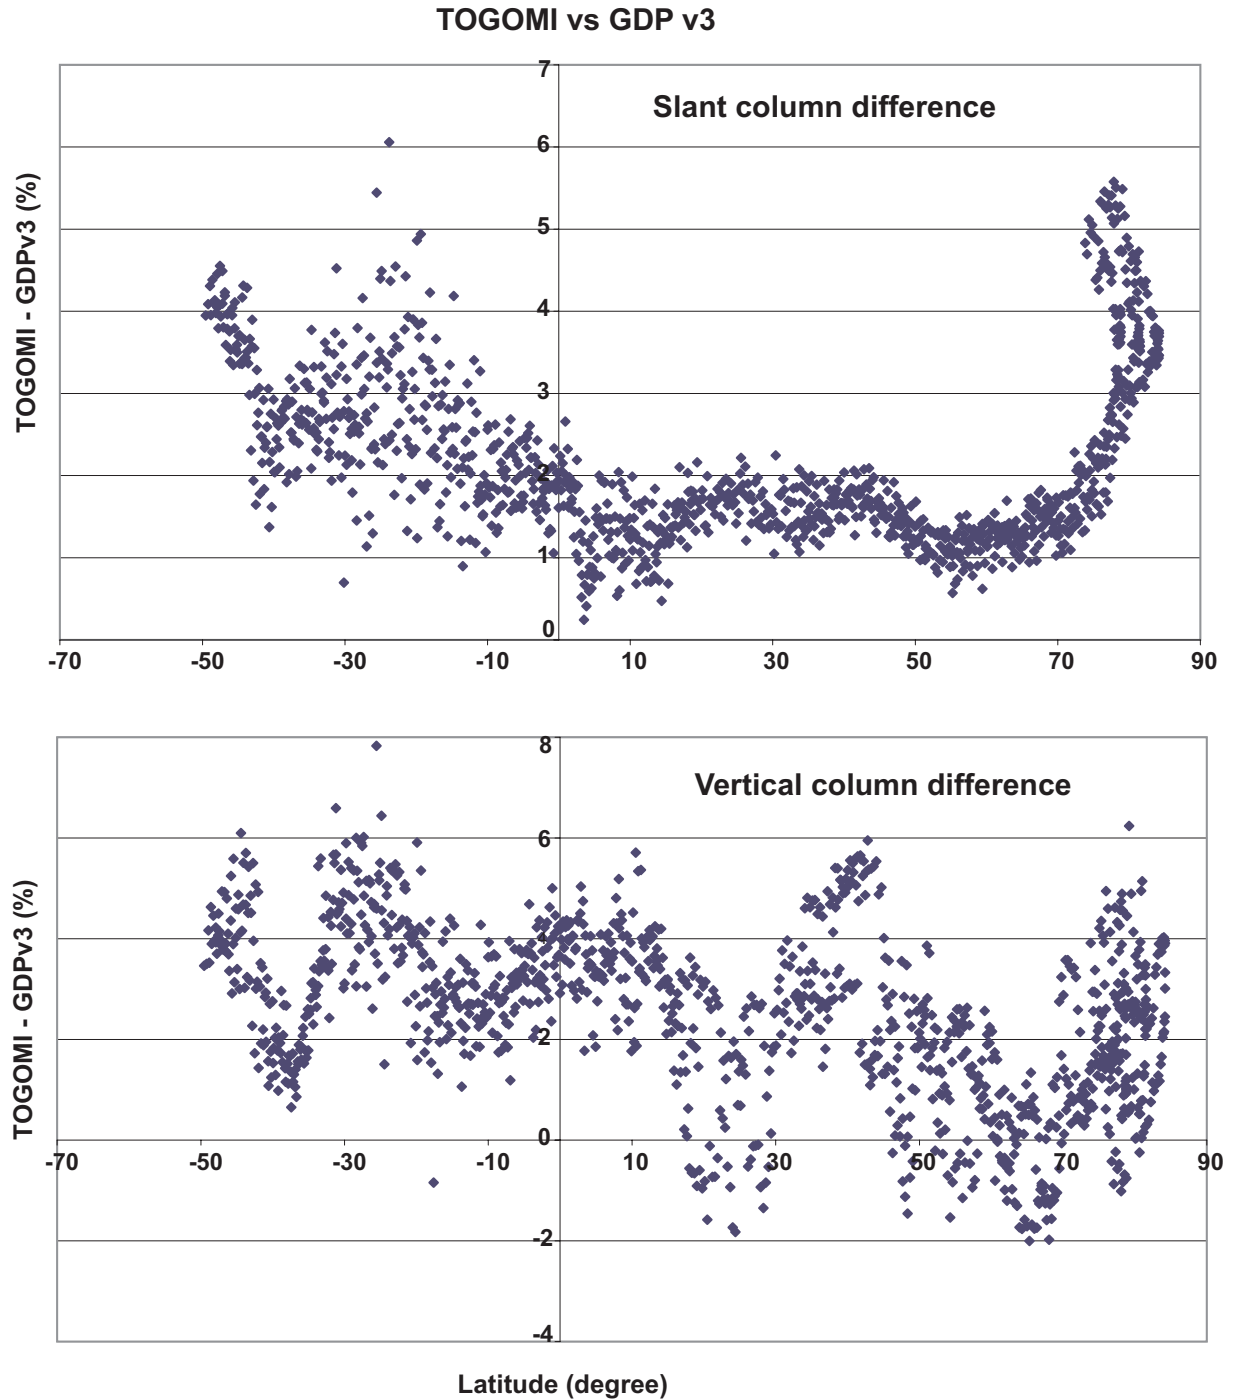 TOGOMI vs GDP v3
Slant column difference
TOGOMI - GDPv3 (%)
7
6
5
4
3
2
1
0
-70 -50 -30 -10 10 30 50 70 90
Vertical column difference
TOGOMI - GDPv3 (%)
8
6
4
2
0
-70 -50 -30 -10 10 30 50 70 90
-2
-4
Latitude (degree)